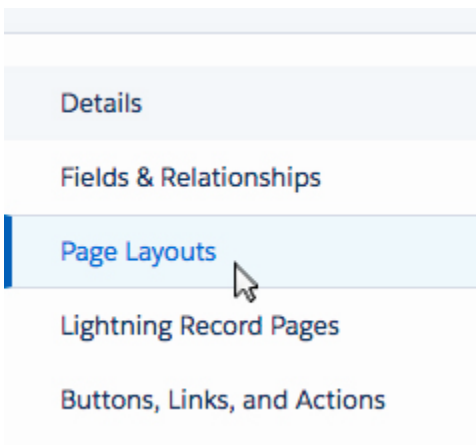 Details
Fields & Relationships
Page Layouts
Lightning Record Pages
Buttons, Links, and Actions